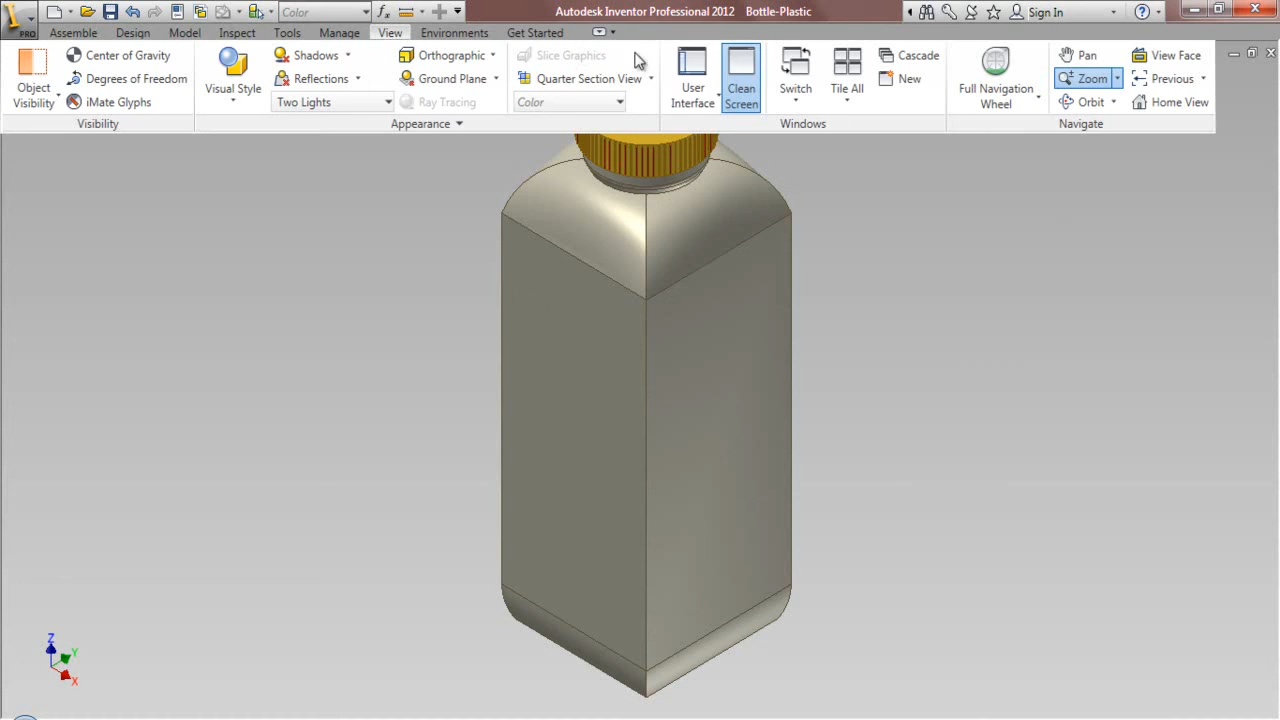 PRO Color fx Autodesk Inventor Professional 2012 Bottle-Plastic Sign In
Assemble Design Model Inspect Tools Manage View Environments Get Started
Object Visibility
Center of Gravity
Degrees of Freedom
iMate Glyphs
Visibility
Visual Style
Shadows
Reflections
Two Lights
Orthographic
Ground Plane
Ray Tracing
Slice Graphics
Quarter Section View
Color
Appearance
User Interface
Clean Screen
Switch
Tile All
Cascade
New
Windows
Full Navigation Wheel
Pan
Zoom
Orbit
View Face
Previous
Home View
Navigate
Z
Y
X